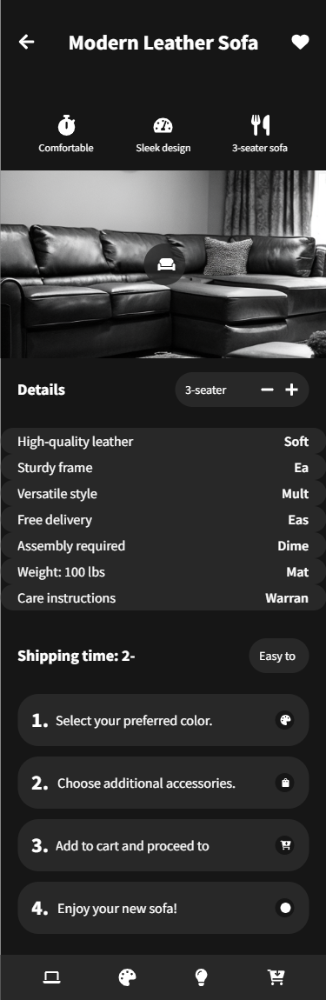 Modern Leather Sofa
Comfortable
Sleek design
3-seater sofa
Details
3-seater
High-quality leather Soft
Sturdy frame Ea
Versatile style Mult
Free delivery Eas
Assembly required Dime
Weight: 100 lbs Mat
Care instructions Warran
Shipping time: 2-
Easy to
1. Select your preferred color.
2. Choose additional accessories.
3. Add to cart and proceed to
4. Enjoy your new sofa!